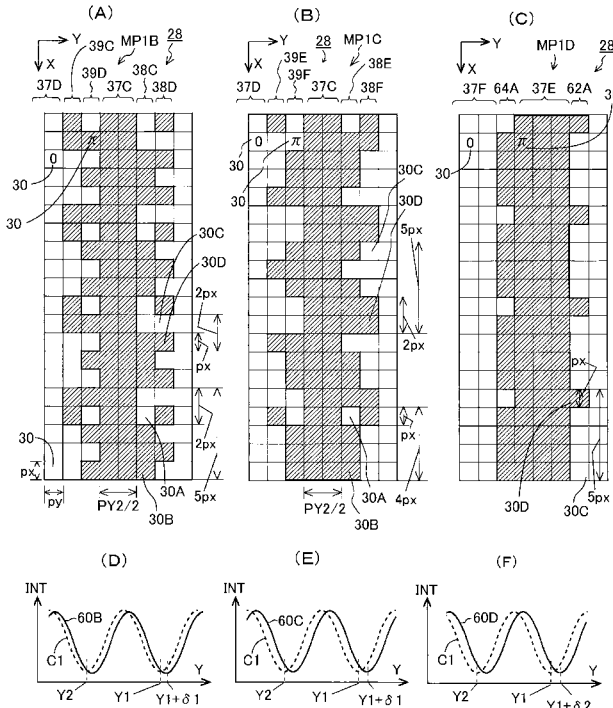 (A)
Y
X
39C
MP1B
28
39D
37C
38C
38D
37D
π
0
30
30
30C
30D
2px
px
2px
30
px
py
PY2/2
30B
30A
5px
(B)
Y
X
39E
28
MP1C
38E
37D
39F
37C
38F
0
π
30
30
30C
30D
5px
2px
px
4px
30A
PY2/2
30B
(C)
Y
X
MP1D
28
37F
64A
37E
62A
3
0
π
30
px
30D
30C
5px
(D)
INT
60B
C1
Y
Y2
Y1
Y1+δ1
(E)
INT
60C
C1
Y
Y2
Y1
Y1+δ1
(F)
INT
60D
C1
Y
Y2
Y1
Y1+δ2